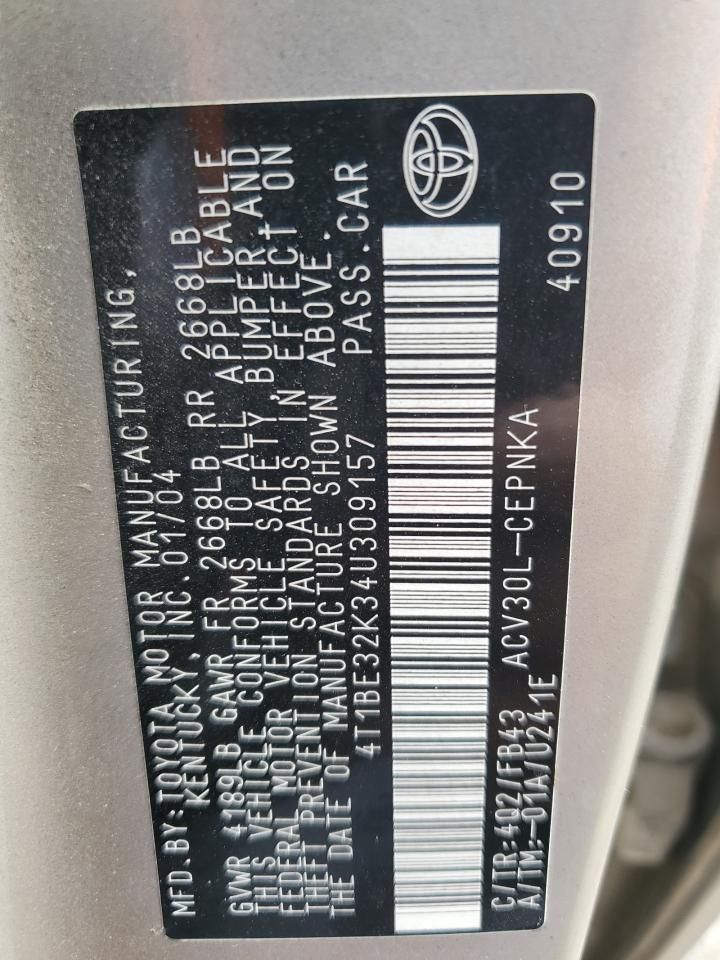 MFD.BY:TOYOTA MOTOR MANUFACTURING,
KENTUCKY, INC.01/04
GVWR 4189LB GAWR FR 2668LB RR 2668LB
THIS VEHICLE CONFORMS TO ALL APPLICABLE
FEDERAL MOTOR VEHICLE SAFETY, BUMPER AND
THEFT PREVENTION STANDARDS IN EFFECT ON
THE DATE OF MANUFACTURE SHOWN ABOVE.
4T1BE32K34U309157 PASS.CAR
C/TR:4Q2/FB43 ACV30L-CEPNKA
A/TM:-01A/U241E 40910